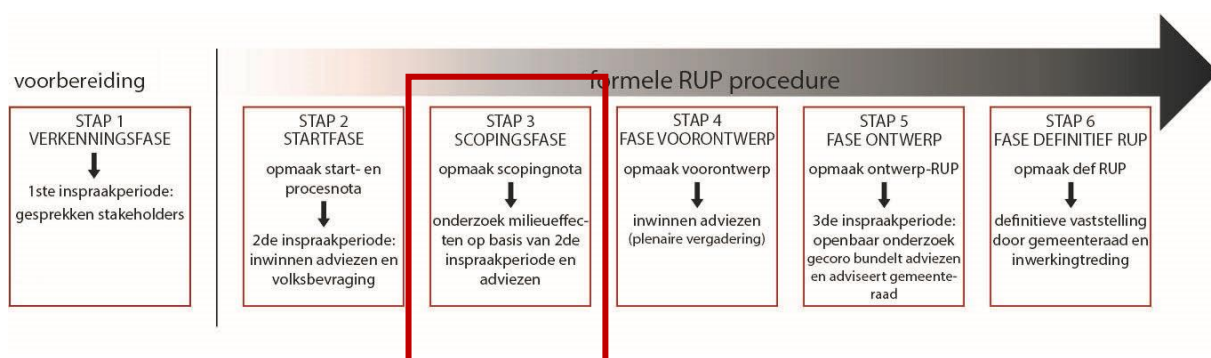 voorbereiding
formele RUP procedure
STAP 1
VERKENNINGSFASE
1ste inspraakperiode:
gesprekken stakeholders
STAP 2
STARTFASE
opmaak start- en
procesnota
2de inspraakperiode:
inwinnen adviezen en
volksbevraging
STAP 3
SCOPINGSFASE
opmaak scopingnota
onderzoek milieueffec-
ten op basis van 2de
inspraakperiode en
adviezen
STAP 4
FASE VOORONTWERP
opmaak voorontwerp
inwinnen adviezen
(plenaire vergadering)
STAP 5
FASE ONTWERP
opmaak ontwerp-RUP
3de inspraakperiode:
openbaar onderzoek
gecoro bundelt adviezen
en adviseert gemeente-
raad
STAP 6
FASE DEFINITIEF RUP
opmaak def RUP
definitieve vaststelling
door gemeenteraad en
inwerkingtreding